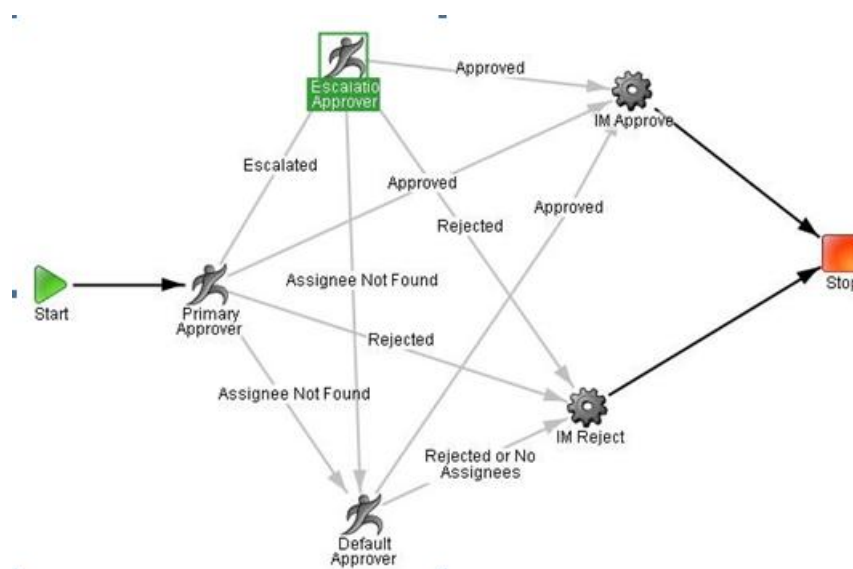 Approved
Escalatio
Approver
IM Approve
Escalated
Approved
Approved
Rejected
Assignee Not Found
Start
Primary
Approver
Stop
Rejected
Assignee Not Found
IM Reject
Rejected or No
Assignees
Default
Approver